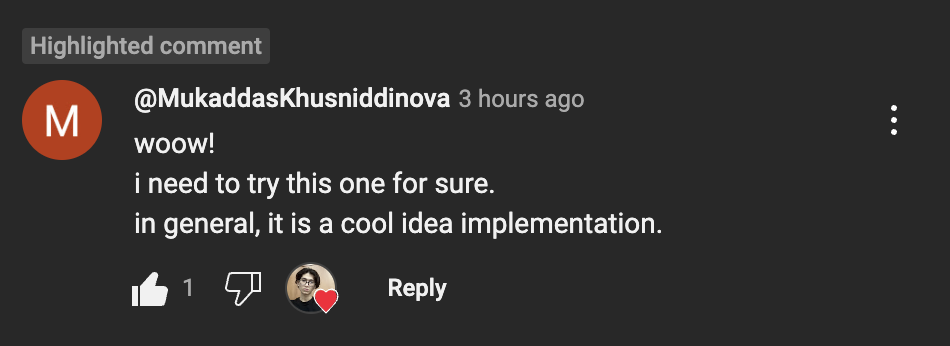 Highlighted comment
M
@MukaddasKhusniddinova 3 hours ago
woow!
i need to try this one for sure.
in general, it is a cool idea implementation.
1
Reply